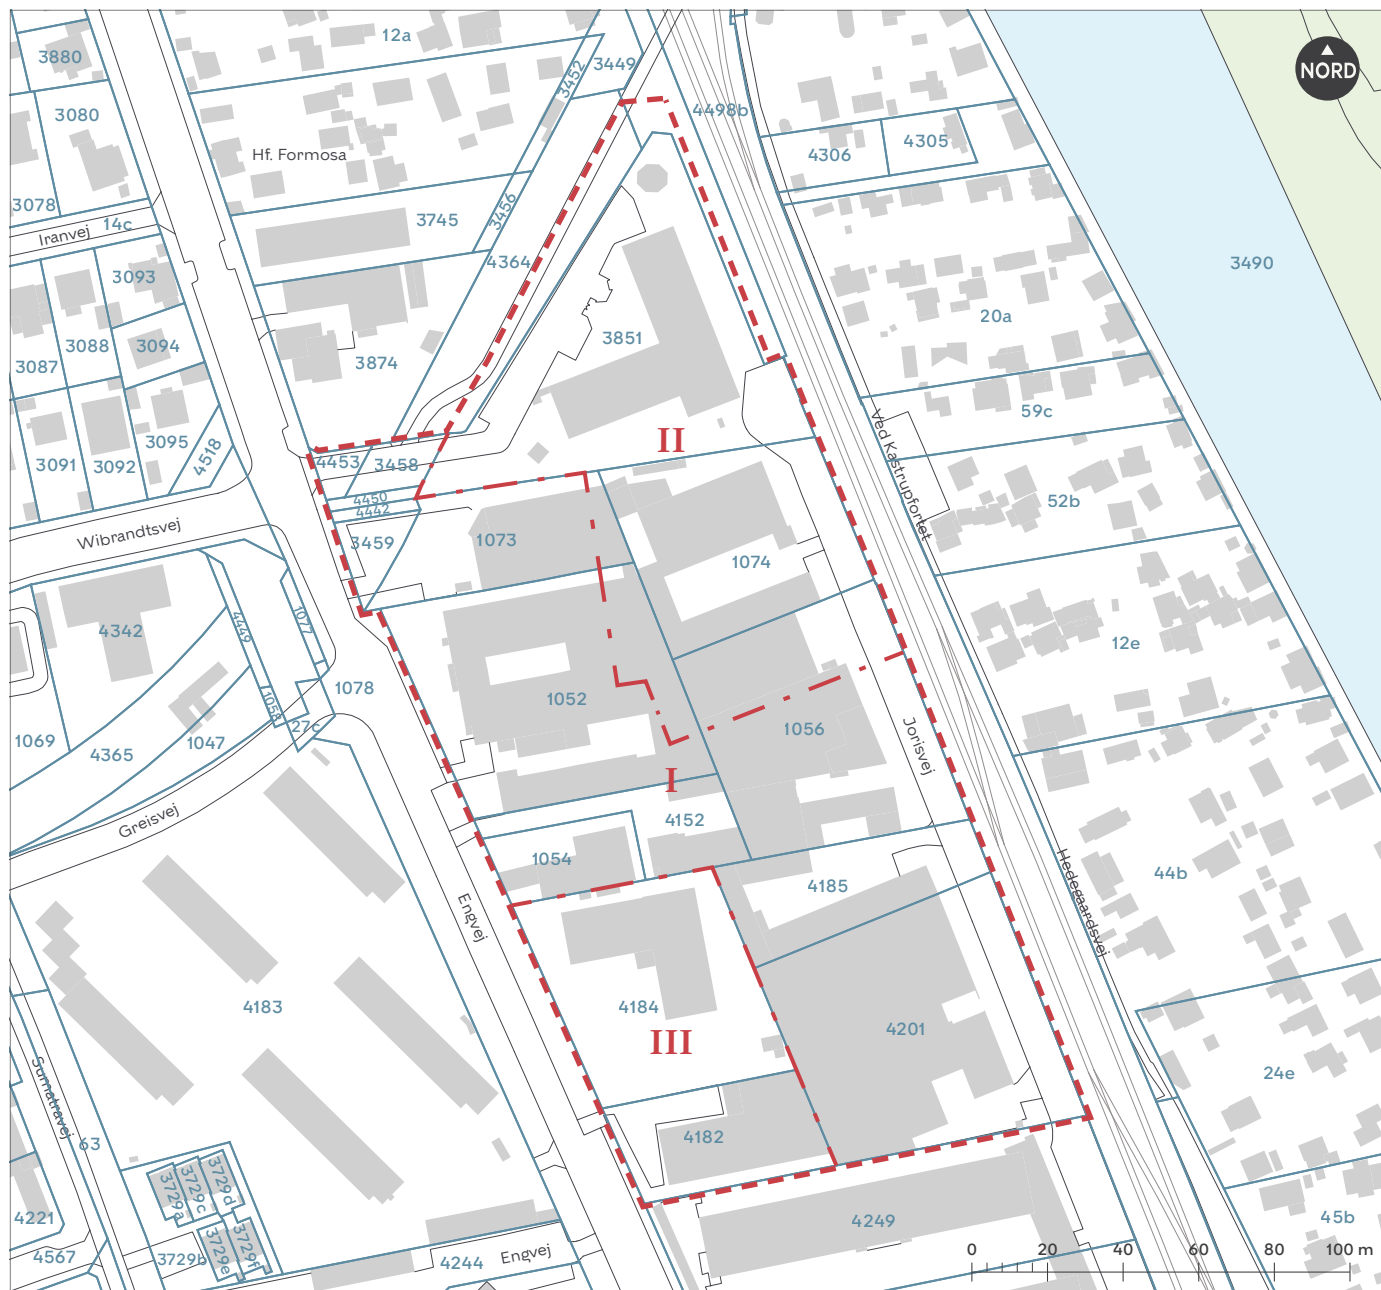 12a
3880
3449
3452
NORD
3080
4498b
4305
Hf. Formosa
4306
3078
14c
3745
3456
Iranvej
4364
3490
3093
20a
3851
3088
3094
3087
3874
59c
Ved Kastrupfortet
II
3095
4518
3091
3092
4453
3458
4450
52b
4442
Wibrandtsvej
3459
1073
1074
4342
4449
1077
12e
1078
1052
1058
27c
1069
4365
1047
1056
Jorisvej
I
Greisvej
4152
1054
44b
4185
Hedegaardsvej
Engvej
4183
4184
4201
III
24e
Sumatravej
63
4182
3729a
3729c
3729d
4221
4249
45b
4567
3729b
3729e
3729f
4244
Engvej
0 20 40 60 80 100 m